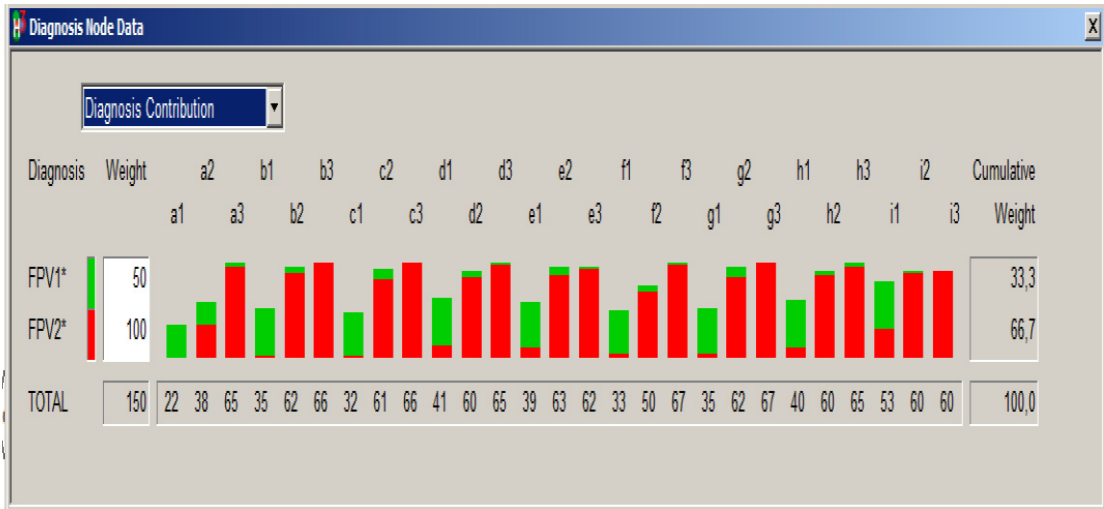 Diagnosis Node Data
Diagnosis Contribution
Diagnosis Weight a2 b1 b3 c2 d1 d3 e2 f1 f3 g2 h1 h3 i2 Cumulative
a1 a3 b2 c1 c3 d2 e1 e3 f2 g1 g3 h2 i1 i3 Weight
FPV1* 50 33,3
FPV2* 100 66,7
TOTAL 150 22 38 65 35 62 66 32 61 66 41 60 65 39 63 62 33 50 67 35 62 67 40 60 65 53 60 60 100,0